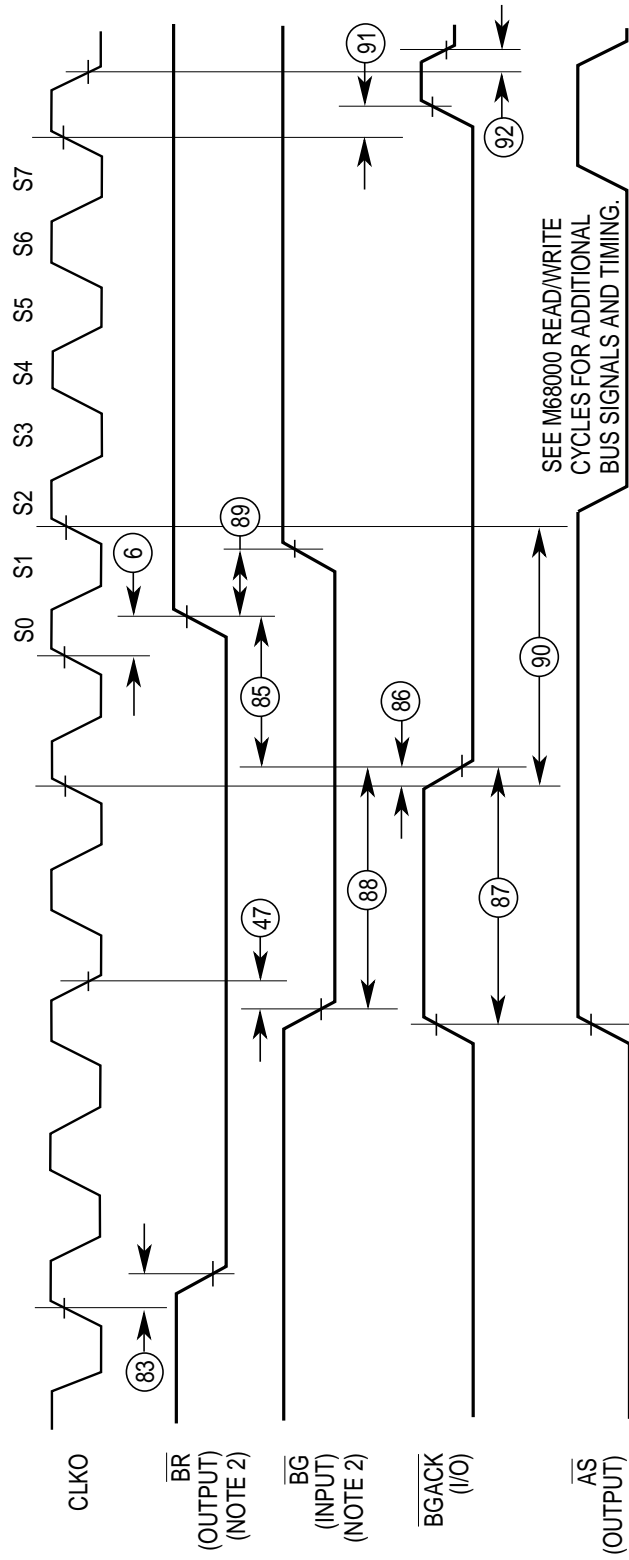 S0 S1 S2 S3 S4 S5 S6 S7
CLKO
83
6
BR
(OUTPUT)
(NOTE 2)
47
85
89
BG
(INPUT)
(NOTE 2)
88
86
91
BGACK
(I/O)
87
90
92
AS
(OUTPUT)
SEE M68000 READ/WRITE
CYCLES FOR ADDITIONAL
BUS SIGNALS AND TIMING.